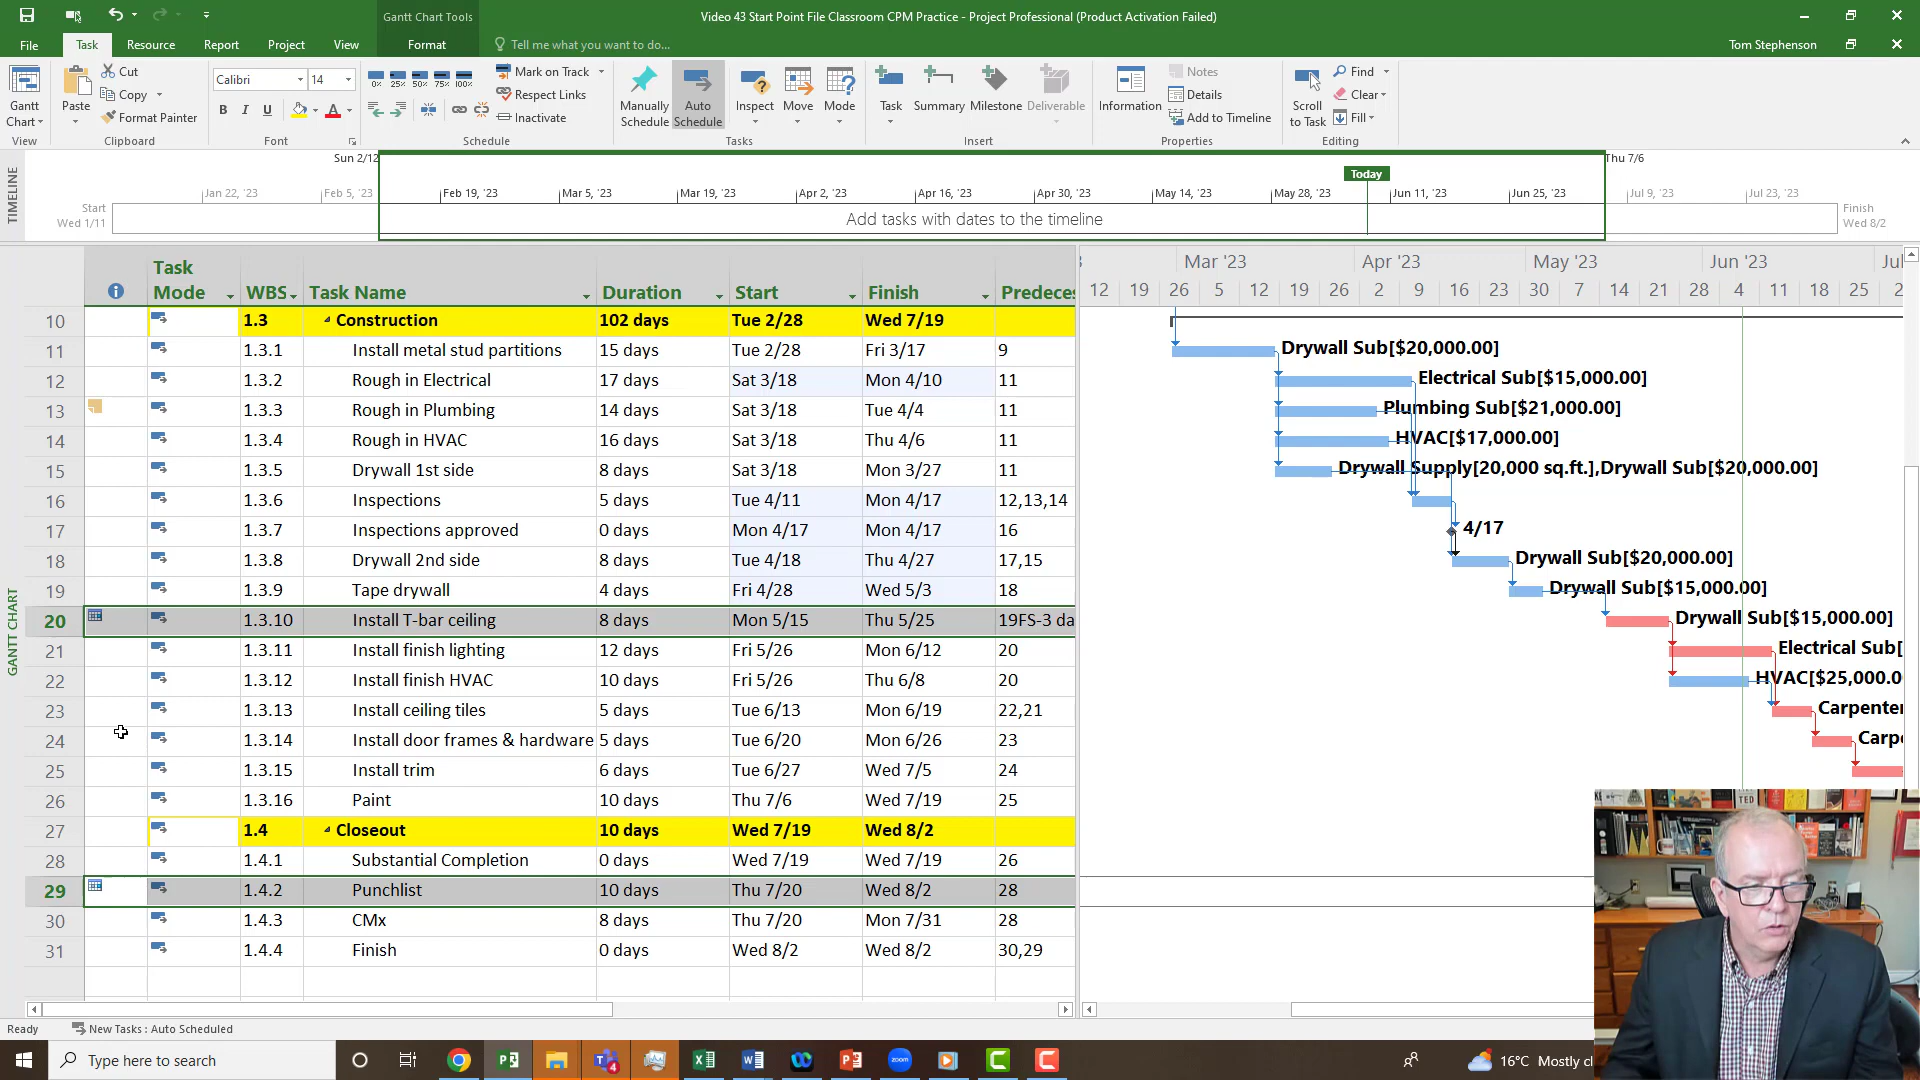 Gantt Chart Tools
Video 43 Start Point File Classroom CPM Practice - Project Professional (Product Activation Failed)
File Task Resource Report Project View Format Tell me what you want to do... Tom Stephenson
Gantt Chart
View
Paste
Cut
Copy
Format Painter
Clipboard
Calibri 14
B I U
Font
0% 25% 50% 75% 100%
Mark on Track
Respect Links
Inactivate
Schedule
Manually Schedule
Auto Schedule
Inspect Move Mode
Tasks
Task Summary Milestone Deliverable
Insert
Information
Notes
Details
Add to Timeline
Properties
Scroll to Task
Find
Clear
Fill
Editing
TIMELINE
Sun 2/12 Thu 7/6
Today
Jan 22, '23 Feb 5, '23 Feb 19, '23 Mar 5, '23 Mar 19, '23 Apr 2, '23 Apr 16, '23 Apr 30, '23 May 14, '23 May 28, '23 Jun 11, '23 Jun 25, '23 Jul 9, '23 Jul 23, '23
Start
Wed 1/11
Add tasks with dates to the timeline
Finish
Wed 8/2
GANTT CHART
Task Mode WBS Task Name Duration Start Finish Predeces
10 1.3 Construction 102 days Tue 2/28 Wed 7/19
11 1.3.1 Install metal stud partitions 15 days Tue 2/28 Fri 3/17 9
12 1.3.2 Rough in Electrical 17 days Sat 3/18 Mon 4/10 11
13 1.3.3 Rough in Plumbing 14 days Sat 3/18 Tue 4/4 11
14 1.3.4 Rough in HVAC 16 days Sat 3/18 Thu 4/6 11
15 1.3.5 Drywall 1st side 8 days Sat 3/18 Mon 3/27 11
16 1.3.6 Inspections 5 days Tue 4/11 Mon 4/17 12,13,14
17 1.3.7 Inspections approved 0 days Mon 4/17 Mon 4/17 16
18 1.3.8 Drywall 2nd side 8 days Tue 4/18 Thu 4/27 17,15
19 1.3.9 Tape drywall 4 days Fri 4/28 Wed 5/3 18
20 1.3.10 Install T-bar ceiling 8 days Mon 5/15 Thu 5/25 19FS-3 da
21 1.3.11 Install finish lighting 12 days Fri 5/26 Mon 6/12 20
22 1.3.12 Install finish HVAC 10 days Fri 5/26 Thu 6/8 20
23 1.3.13 Install ceiling tiles 5 days Tue 6/13 Mon 6/19 22,21
24 1.3.14 Install door frames & hardware 5 days Tue 6/20 Mon 6/26 23
25 1.3.15 Install trim 6 days Tue 6/27 Wed 7/5 24
26 1.3.16 Paint 10 days Thu 7/6 Wed 7/19 25
27 1.4 Closeout 10 days Wed 7/19 Wed 8/2
28 1.4.1 Substantial Completion 0 days Wed 7/19 Wed 7/19 26
29 1.4.2 Punchlist 10 days Thu 7/20 Wed 8/2 28
30 1.4.3 CMx 8 days Thu 7/20 Mon 7/31 28
31 1.4.4 Finish 0 days Wed 8/2 Wed 8/2 30,29
Mar '23 Apr '23 May '23 Jun '23 Jul
12 19 26 5 12 19 26 2 9 16 23 30 7 14 21 28 4 11 18 25 2
Drywall Sub[$20,000.00]
Electrical Sub[$15,000.00]
Plumbing Sub[$21,000.00]
HVAC[$17,000.00]
Drywall Supply[20,000 sq.ft.],Drywall Sub[$20,000.00]
4/17
Drywall Sub[$20,000.00]
Drywall Sub[$15,000.00]
Drywall Sub[$15,000.00]
Electrical Sub[
HVAC[$25,000.0
Carpenter
Carpe
Ready New Tasks : Auto Scheduled
Type here to search
16°C Mostly cl